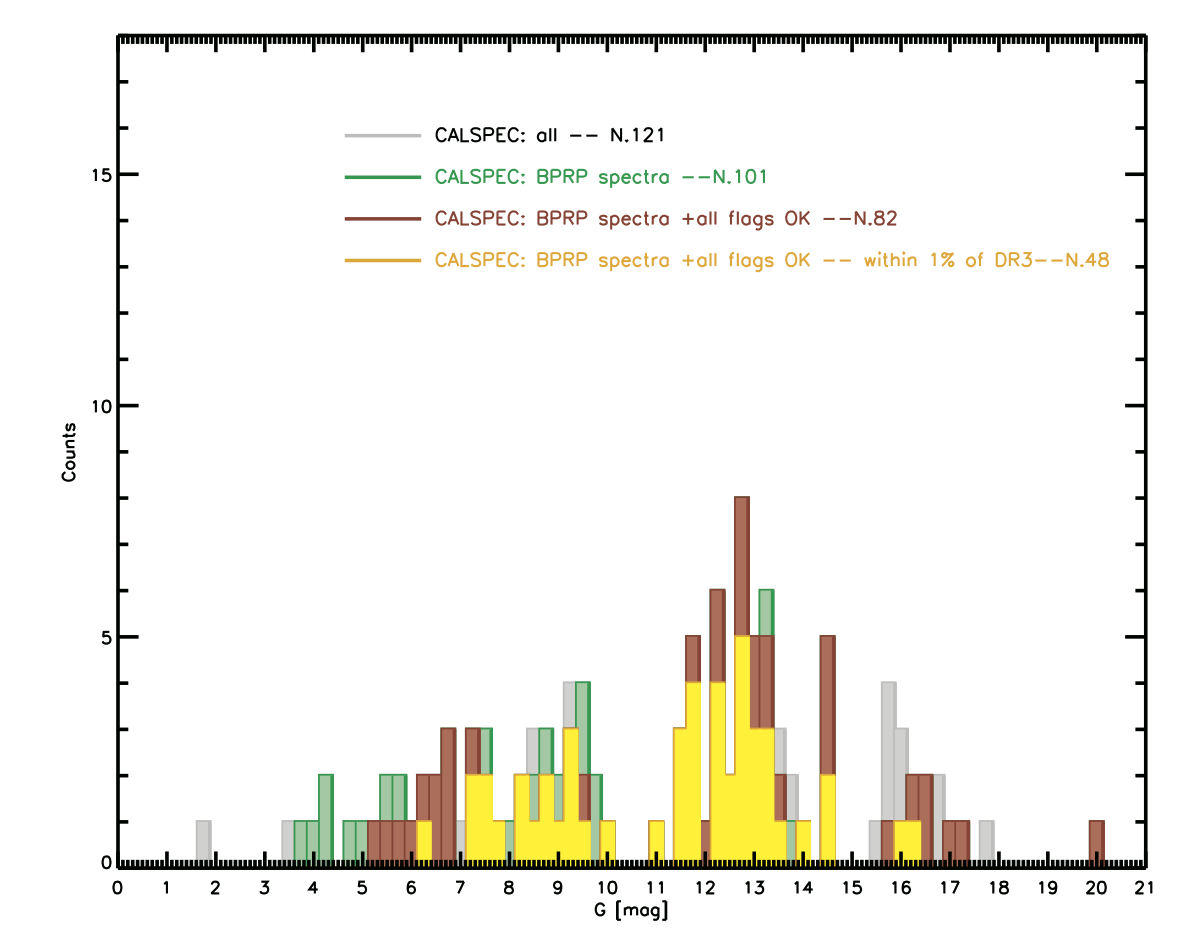 CALSPEC: all -- N.121
CALSPEC: BPRP spectra --N.101
CALSPEC: BPRP spectra +all flags OK --N.82
CALSPEC: BPRP spectra +all flags OK -- within 1% of DR3--N.48
15
10
5
0
Counts
0 1 2 3 4 5 6 7 8 9 10 11 12 13 14 15 16 17 18 19 20 21
G [mag]